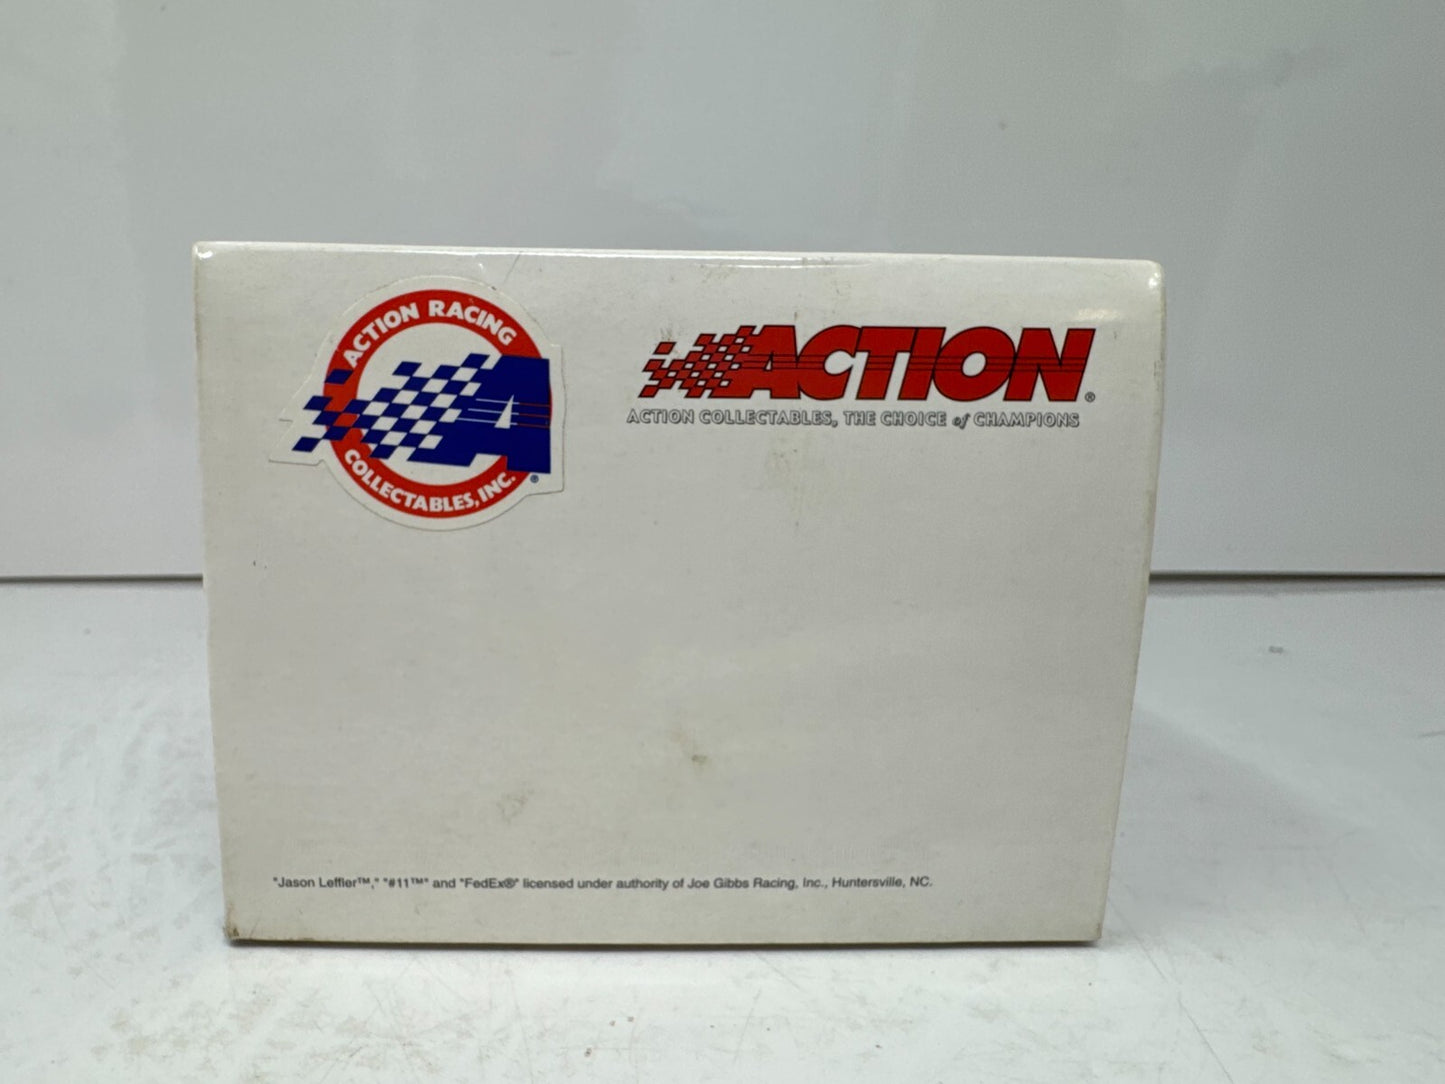 ACTION RACING
A
COLLECTABLES, INC.®
ACTION®
ACTION COLLECTABLES, THE CHOICE of CHAMPIONS
"Jason Leffler™," "#11™" and "FedEx®" licensed under authority of Joe Gibbs Racing, Inc., Huntersville, NC.